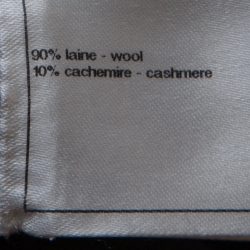 90% laine - wool
10% cachemire - cashmere